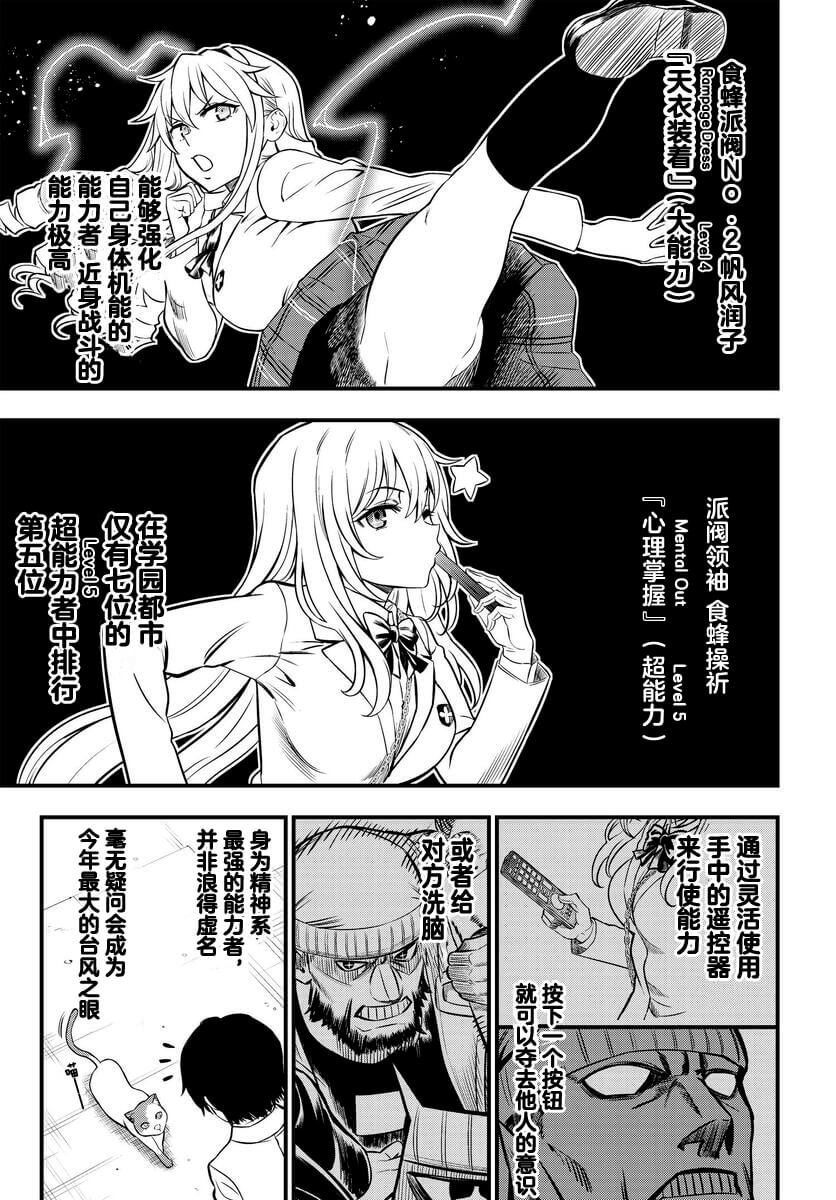 食蜂派阀No.2帆风润子
Rampage Dress
Level 4
『天衣装着』（大能力）
能够强化
自己身体机能的
能力者 近身战斗的
能力极高
派阀领袖 食蜂操祈
Mental Out
Level 5
『心理掌握』（超能力）
在学园都市
仅有七位的
Level 5
超能力者中排行
第五位
通过灵活使用
手中的遥控器
来行使能力
按下一个按钮
就可以夺去他人的意识
或者给
对方洗脑
身为精神系
最强的能力者，
并非浪得虚名
毫无疑问会成为
今年最大的台风之眼
喵